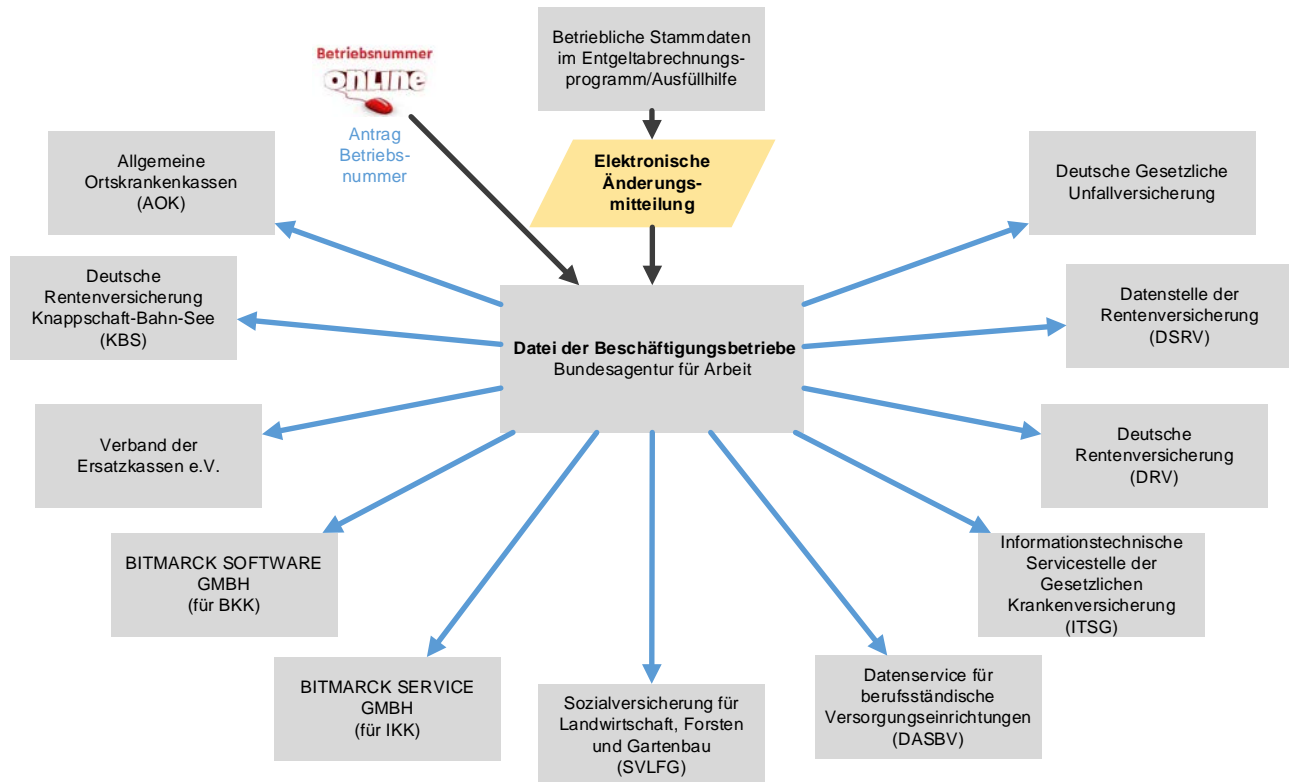 Betriebsnummer
ONLINE
Antrag
Betriebs-
nummer
Betriebliche Stammdaten
im Entgeltabrechnungs-
programm/Ausfüllhilfe
Elektronische
Änderungs-
mitteilung
Allgemeine
Ortskrankenkassen
(AOK)
Deutsche Gesetzliche
Unfallversicherung
Deutsche
Rentenversicherung
Knappschaft-Bahn-See
(KBS)
Datenstelle der
Rentenversicherung
(DSRV)
Datei der Beschäftigungsbetriebe
Bundesagentur für Arbeit
Verband der
Ersatzkassen e.V.
Deutsche
Rentenversicherung
(DRV)
BITMARCK SOFTWARE
GMBH
(für BKK)
Informationstechnische
Servicestelle der
Gesetzlichen
Krankenversicherung
(ITSG)
BITMARCK SERVICE
GMBH
(für IKK)
Sozialversicherung für
Landwirtschaft, Forsten
und Gartenbau
(SVLFG)
Datenservice für
berufsständische
Versorgungseinrichtungen
(DASBV)